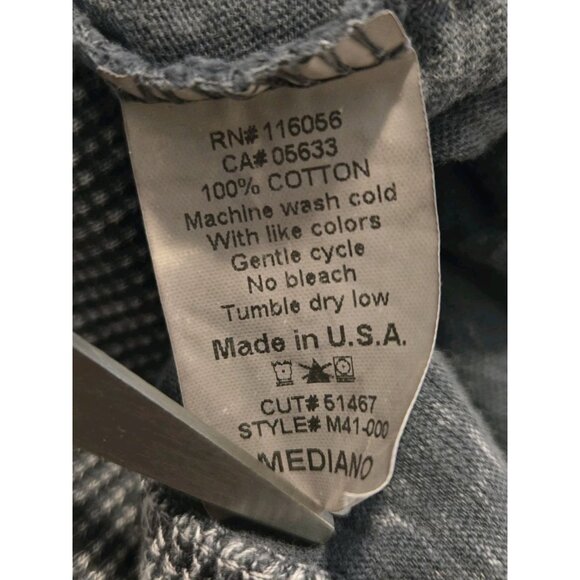 RN# 116056
CA# 05633
100% COTTON
Machine wash cold
With like colors
Gentle cycle
No bleach
Tumble dry low
Made in U.S.A.
CUT# 51467
STYLE# M41-000
MEDIANO